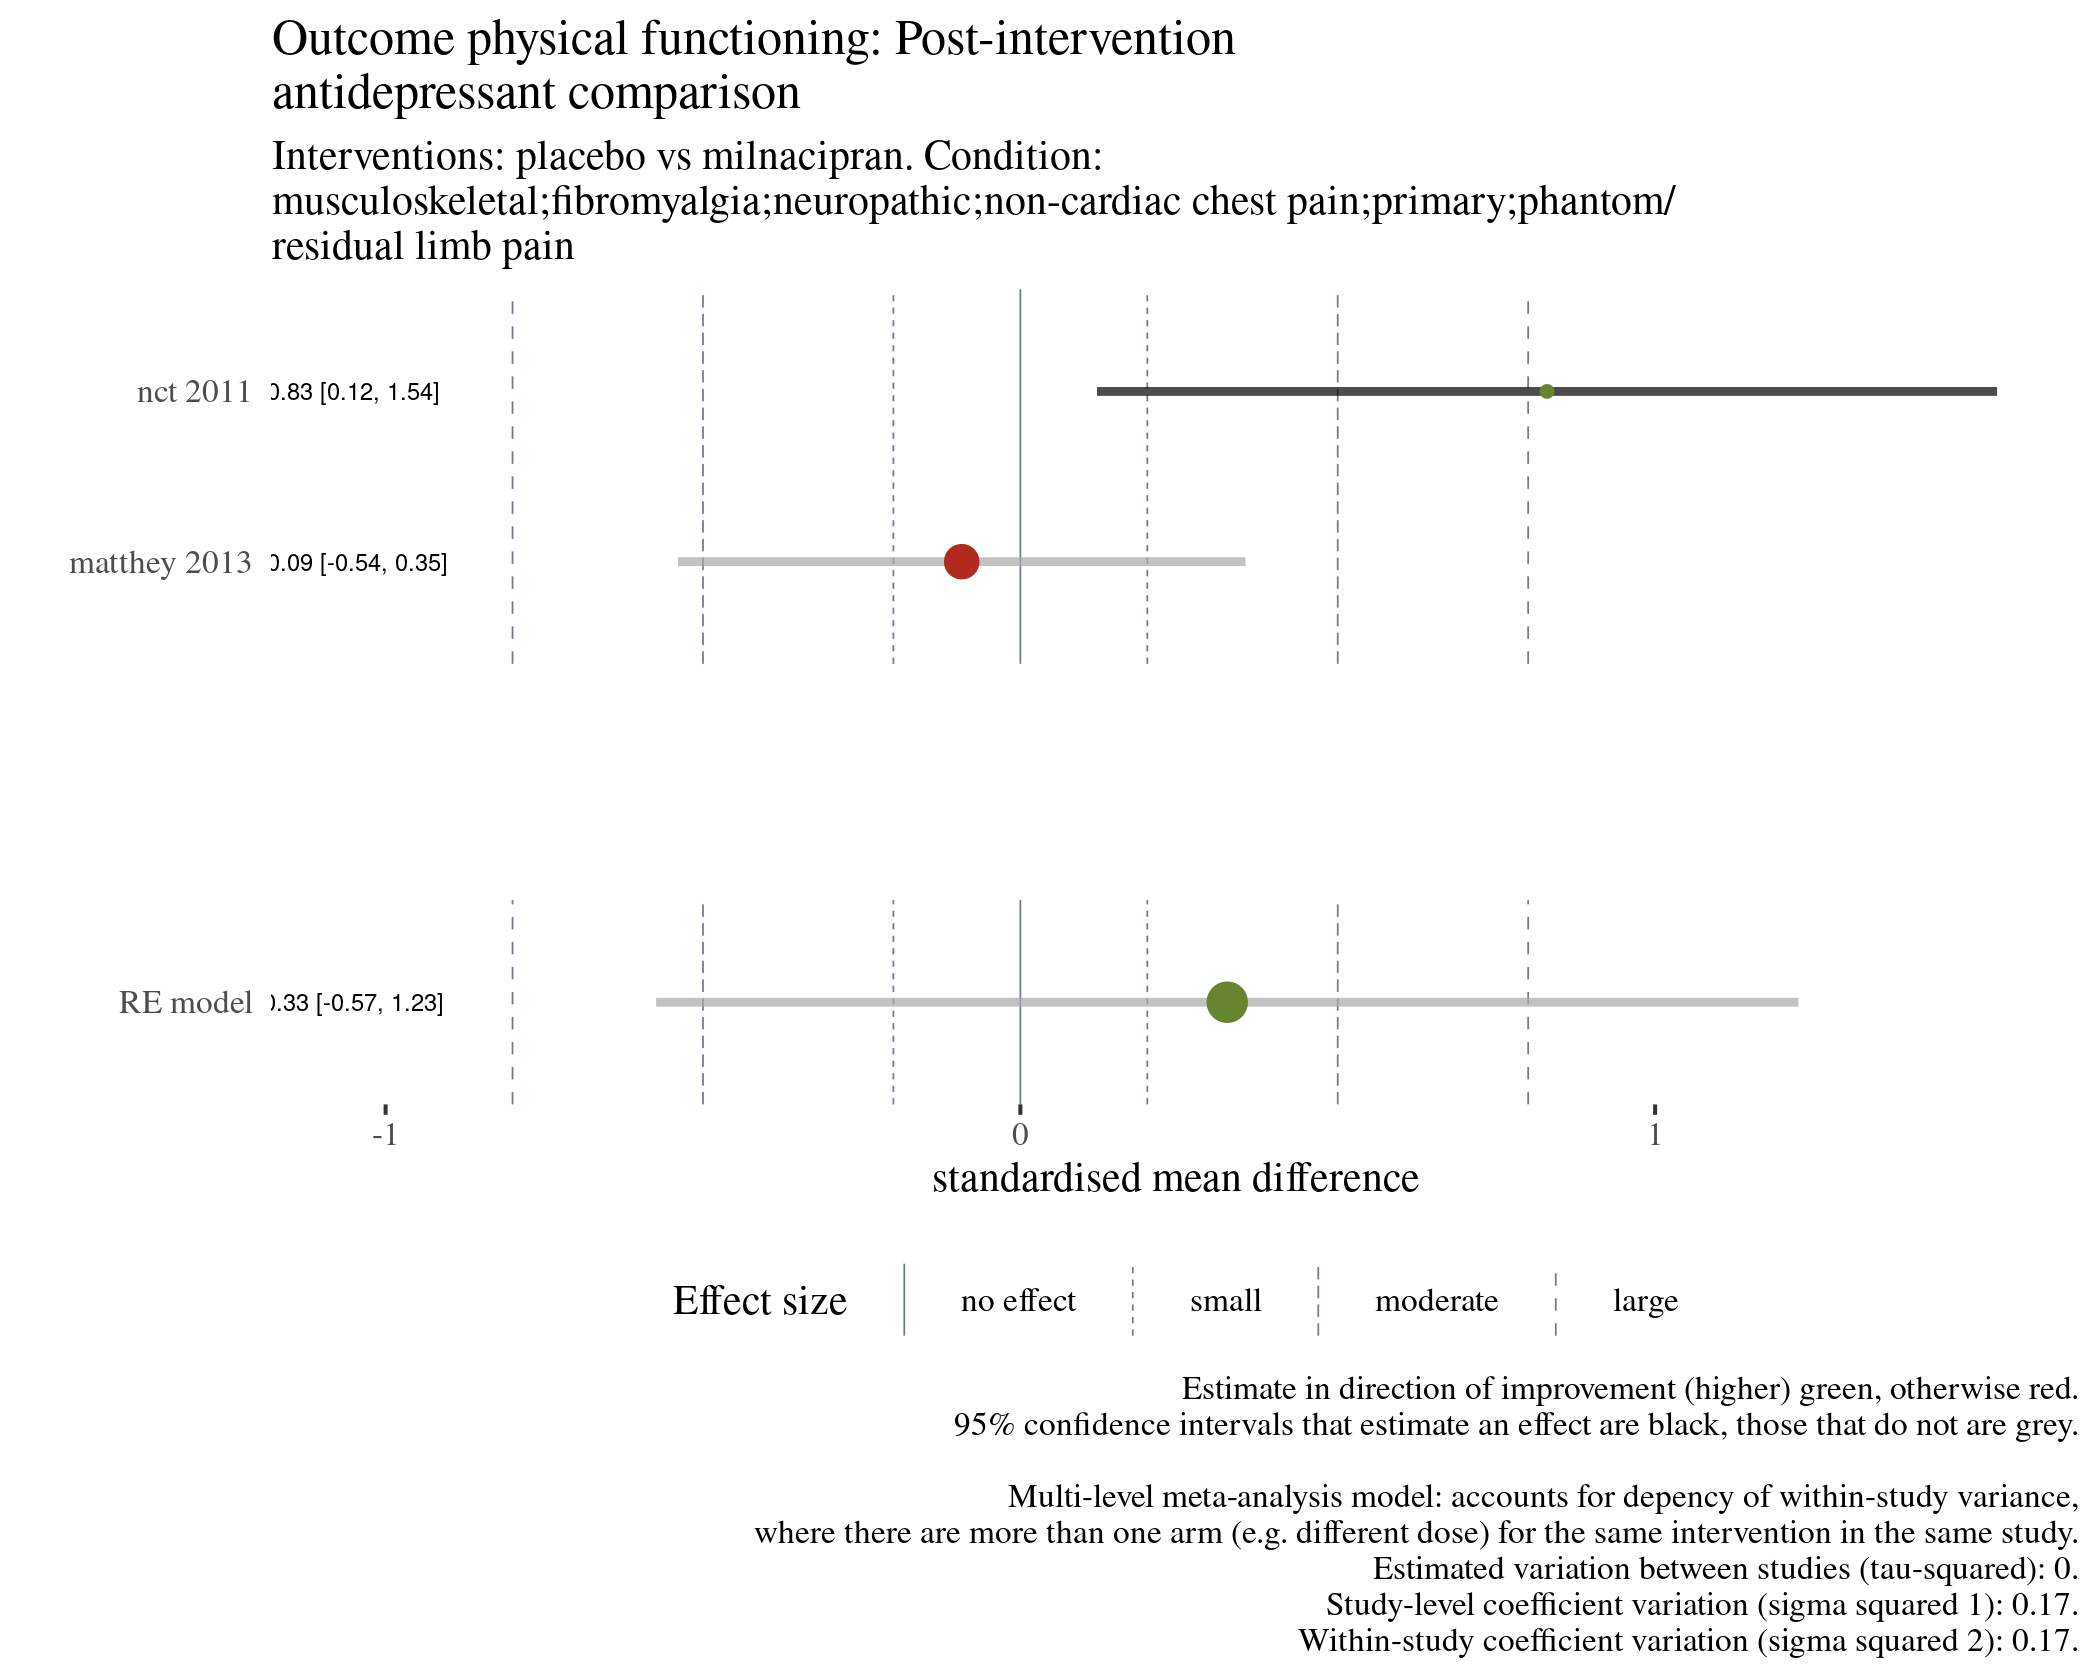 Outcome physical functioning: Post-intervention
antidepressant comparison
Interventions: placebo vs milnacipran. Condition:
musculoskeletal;fibromyalgia;neuropathic;non-cardiac chest pain;primary;phantom/
residual limb pain
nct 2011 0.83 [0.12, 1.54]
matthey 2013 0.09 [-0.54, 0.35]
RE model 0.33 [-0.57, 1.23]
-1 0 1
standardised mean difference
Effect size no effect small moderate large
Estimate in direction of improvement (higher) green, otherwise red.
95% confidence intervals that estimate an effect are black, those that do not are grey.
Multi-level meta-analysis model: accounts for depency of within-study variance,
where there are more than one arm (e.g. different dose) for the same intervention in the same study.
Estimated variation between studies (tau-squared): 0.
Study-level coefficient variation (sigma squared 1): 0.17.
Within-study coefficient variation (sigma squared 2): 0.17.